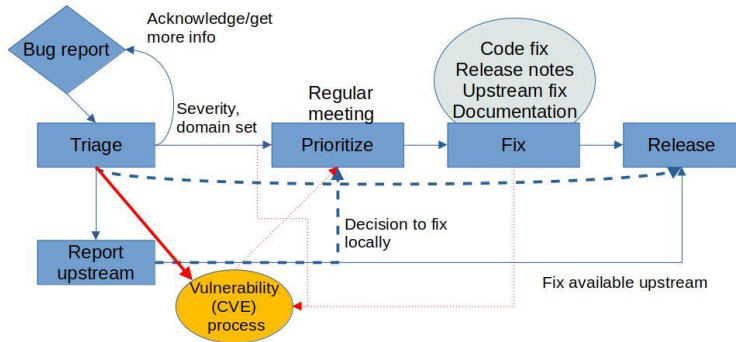 Acknowledge/get
more info
Bug report
Code fix
Release notes
Upstream fix
Documentation
Regular
meeting
Severity,
domain set
Triage
Prioritize
Fix
Release
Decision to fix
locally
Report
upstream
Fix available upstream
Vulnerability
(CVE)
process